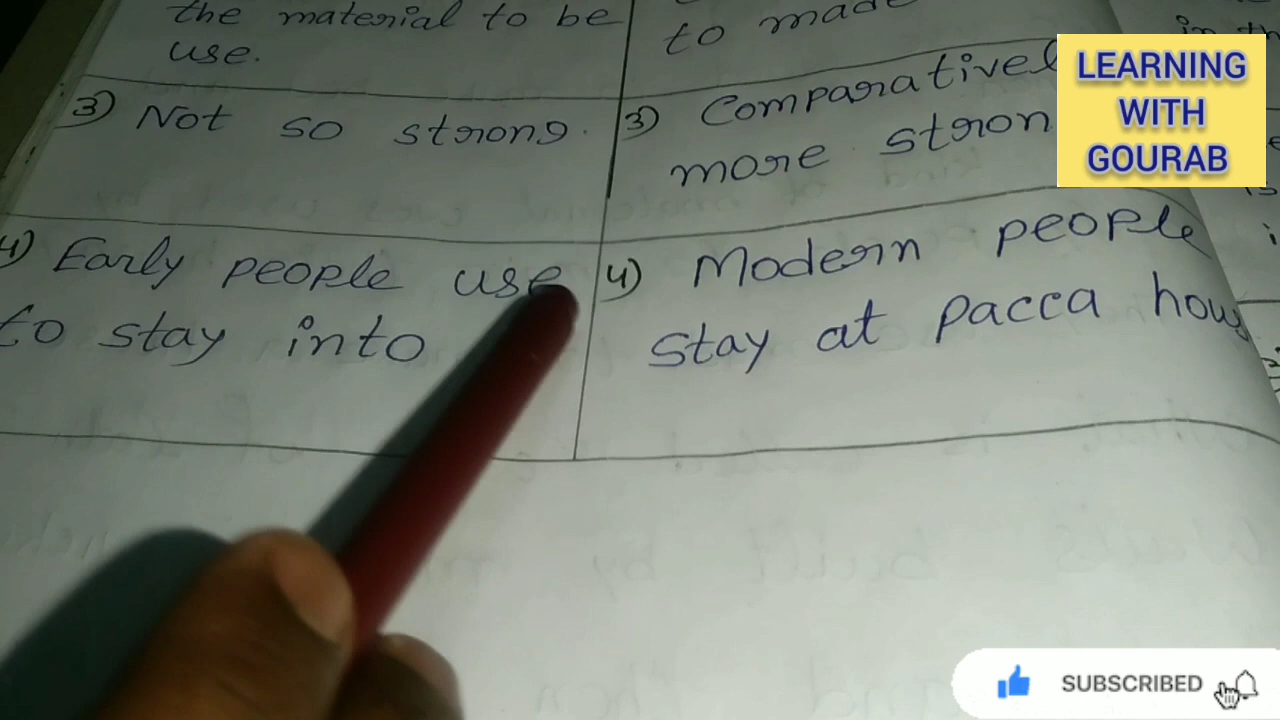 the material to be
use.
to made
3) Not so strong.
3) Comparativel
more stron
4) Early people use
to stay into
4) Modern people
stay at pacca hous
LEARNING
WITH
GOURAB
SUBSCRIBED